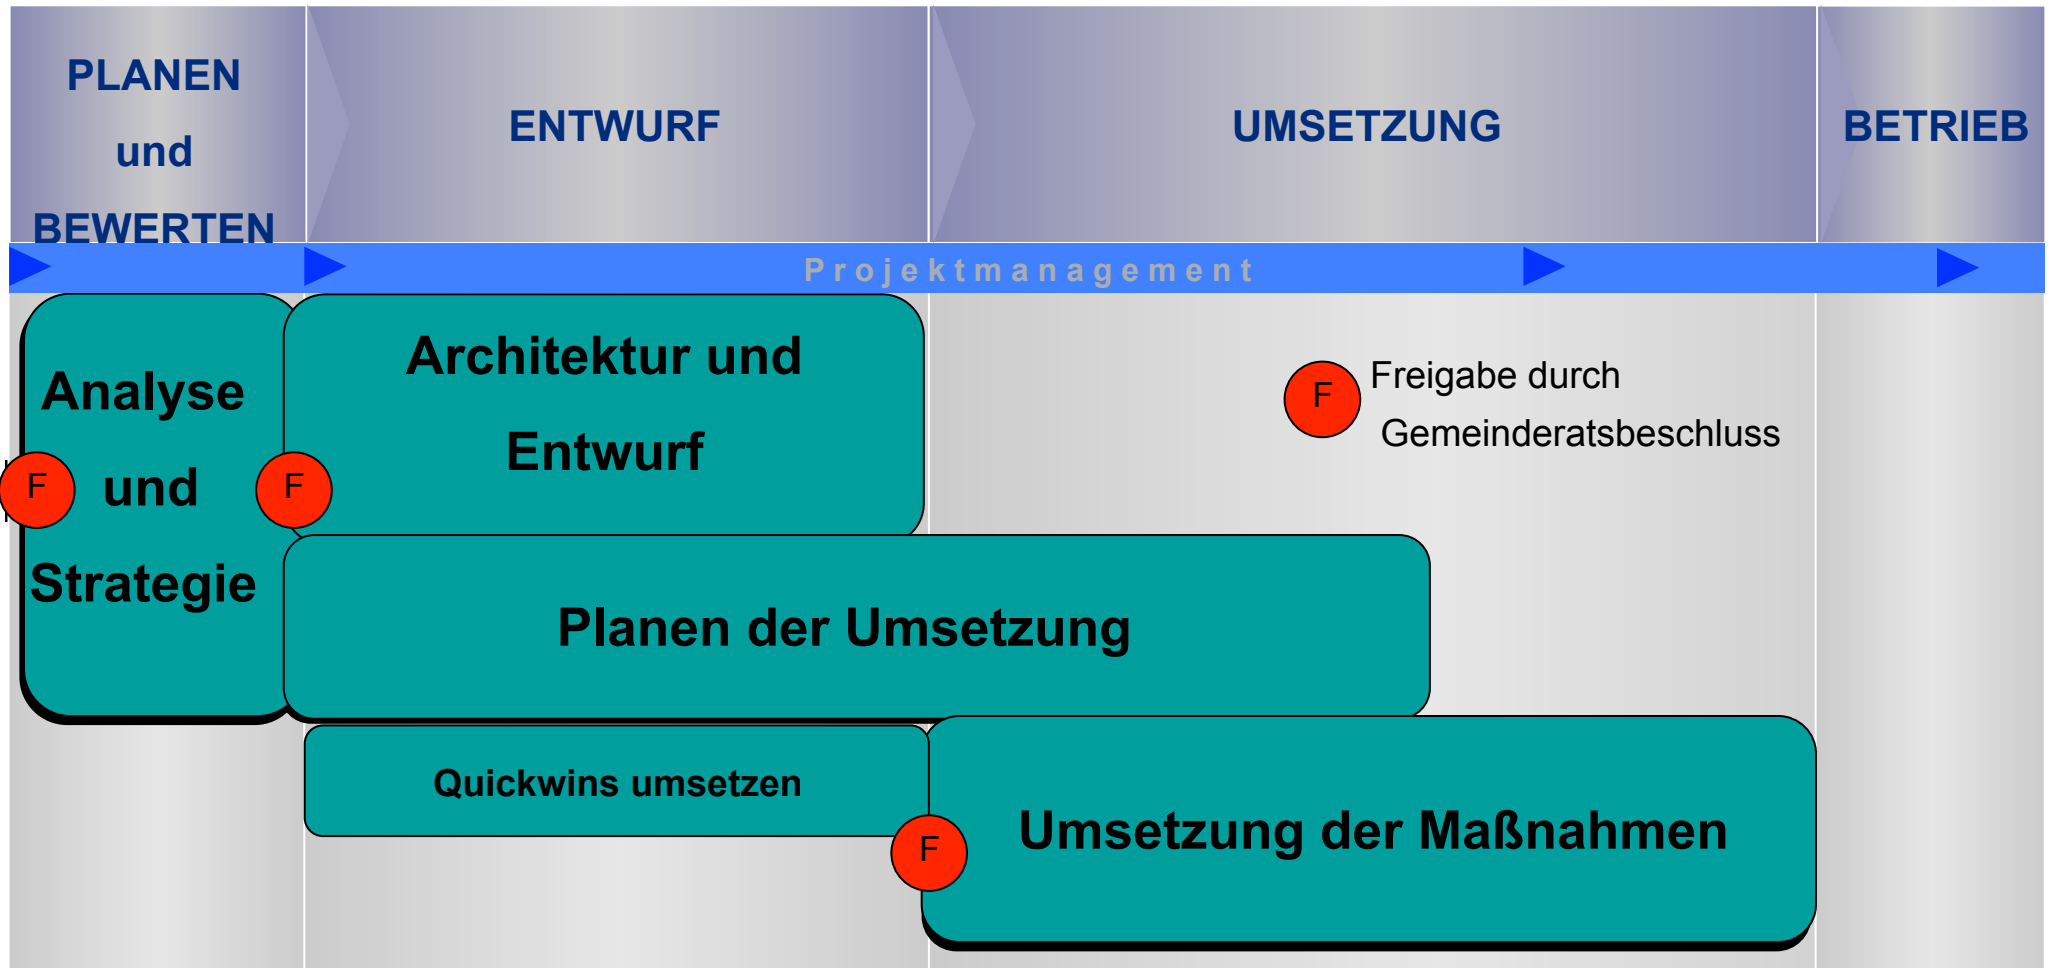 PLANEN
und
BEWERTEN
ENTWURF
UMSETZUNG
BETRIEB
Projektmanagement
Analyse
und
Strategie
F
F
Architektur und
Entwurf
F
Freigabe durch
Gemeinderatsbeschluss
Planen der Umsetzung
Quickwins umsetzen
F
Umsetzung der Maßnahmen